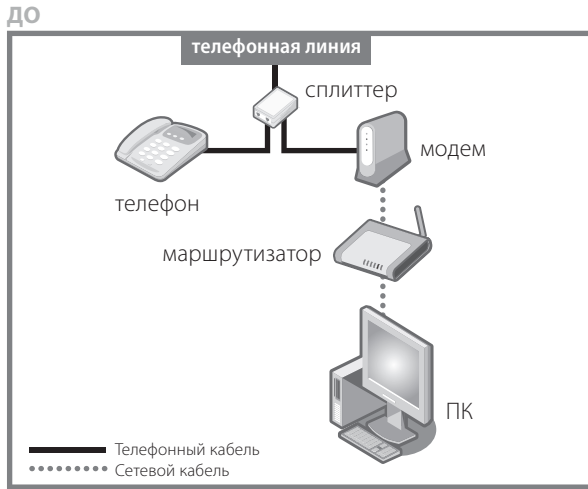 до
телефонная линия
сплиттер
модем
телефон
маршрутизатор
ПК
Телефонный кабель
Сетевой кабель